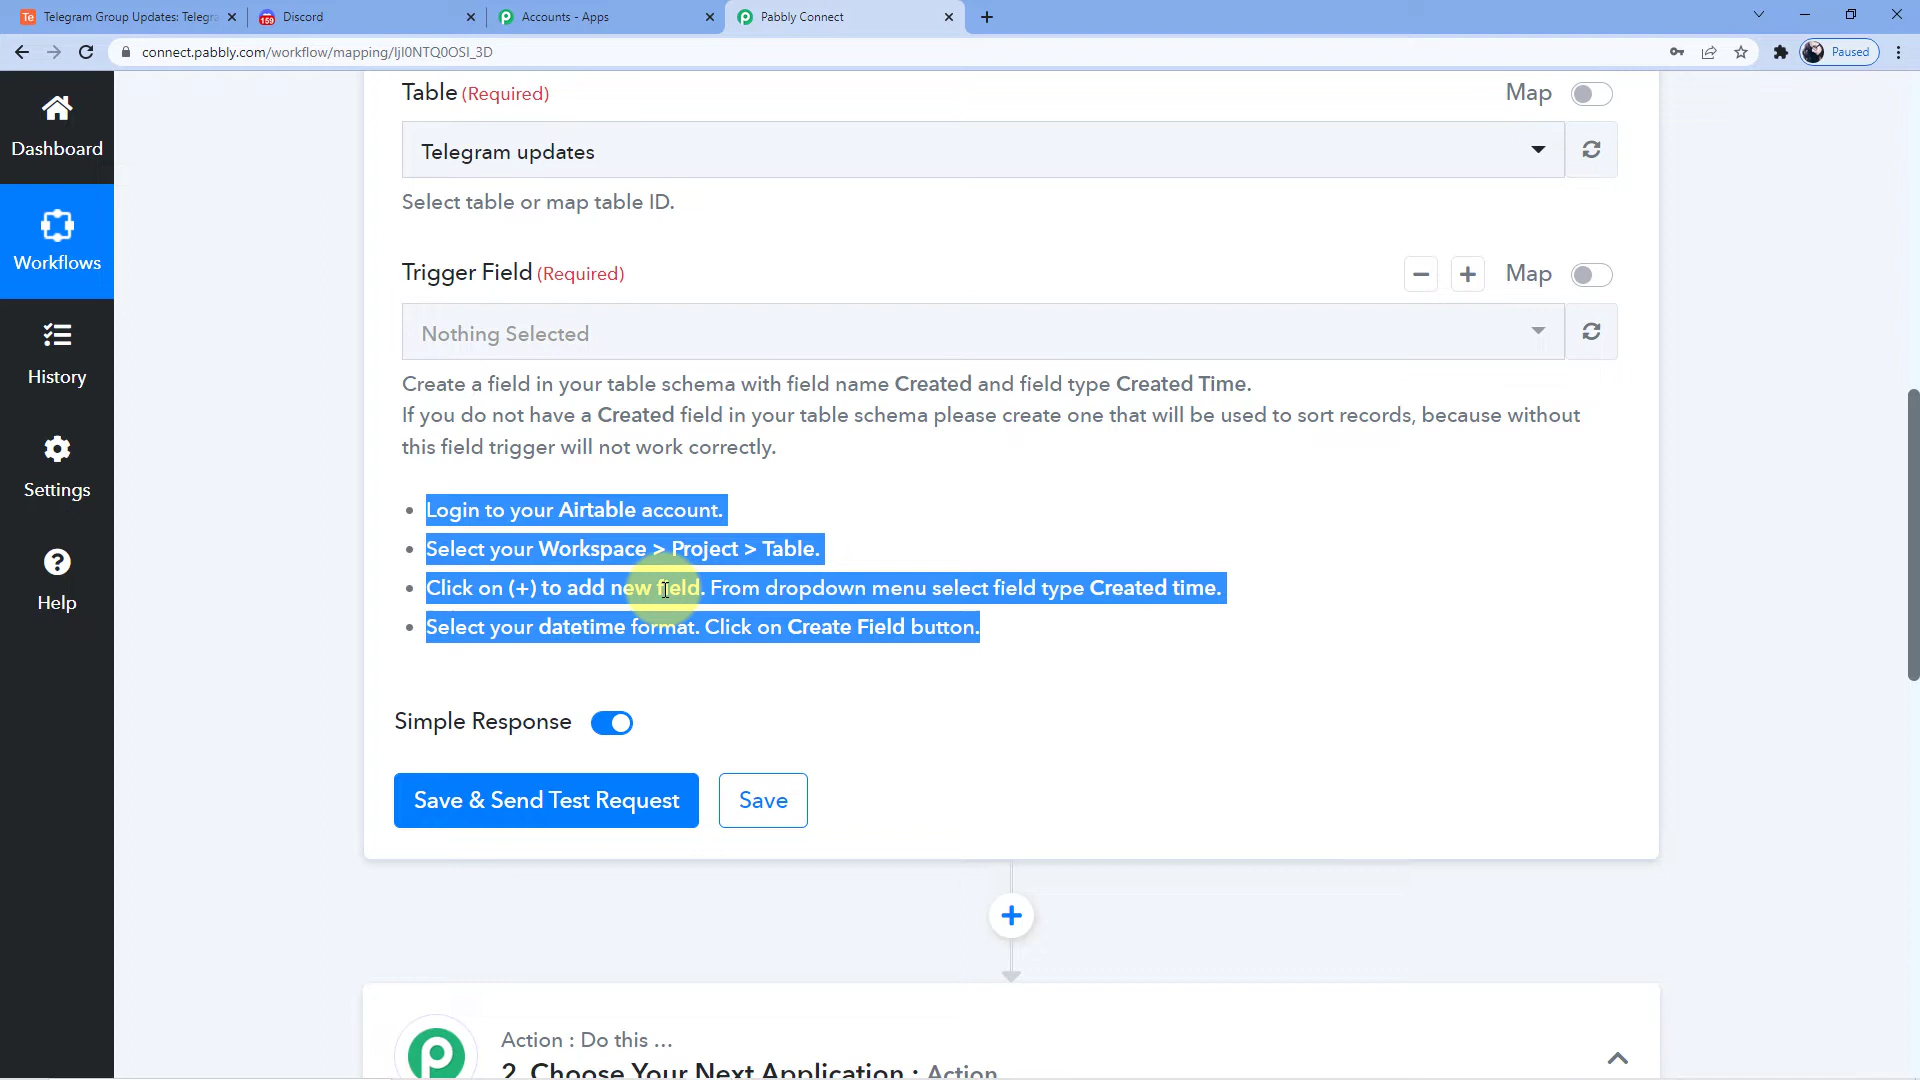 Telegram Group Updates: Telegra
Discord
Accounts - Apps
Pabbly Connect
connect.pabbly.com/workflow/mapping/IjI0NTQ0OSI_3D
Paused
Dashboard
Workflows
History
Settings
Help
Table (Required)
Map
Telegram updates
Select table or map table ID.
Trigger Field (Required)
Map
Nothing Selected
Create a field in your table schema with field name Created and field type Created Time.
If you do not have a Created field in your table schema please create one that will be used to sort records, because without
this field trigger will not work correctly.
Login to your Airtable account.
Select your Workspace > Project > Table.
Click on (+) to add new field. From dropdown menu select field type Created time.
Select your datetime format. Click on Create Field button.
Simple Response
Save & Send Test Request
Save
Action : Do this ...
2. Choose Your Next Application : Action